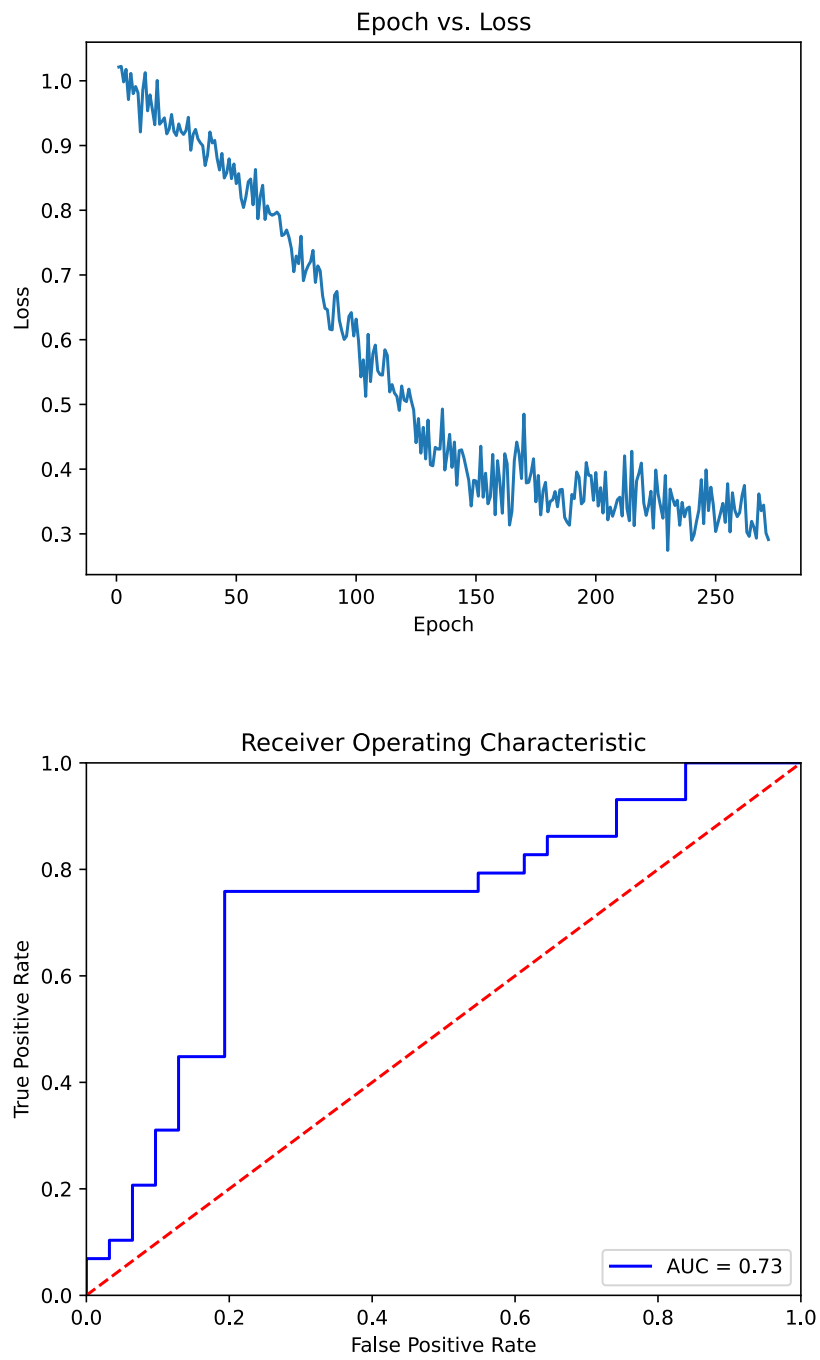 Epoch vs. Loss
1.0
0.9
0.8
0.7
0.6
0.5
0.4
0.3
Loss
0 50 100 150 200 250
Epoch
Receiver Operating Characteristic
1.0
0.8
0.6
0.4
0.2
0.0
True Positive Rate
AUC = 0.73
0.0 0.2 0.4 0.6 0.8 1.0
False Positive Rate